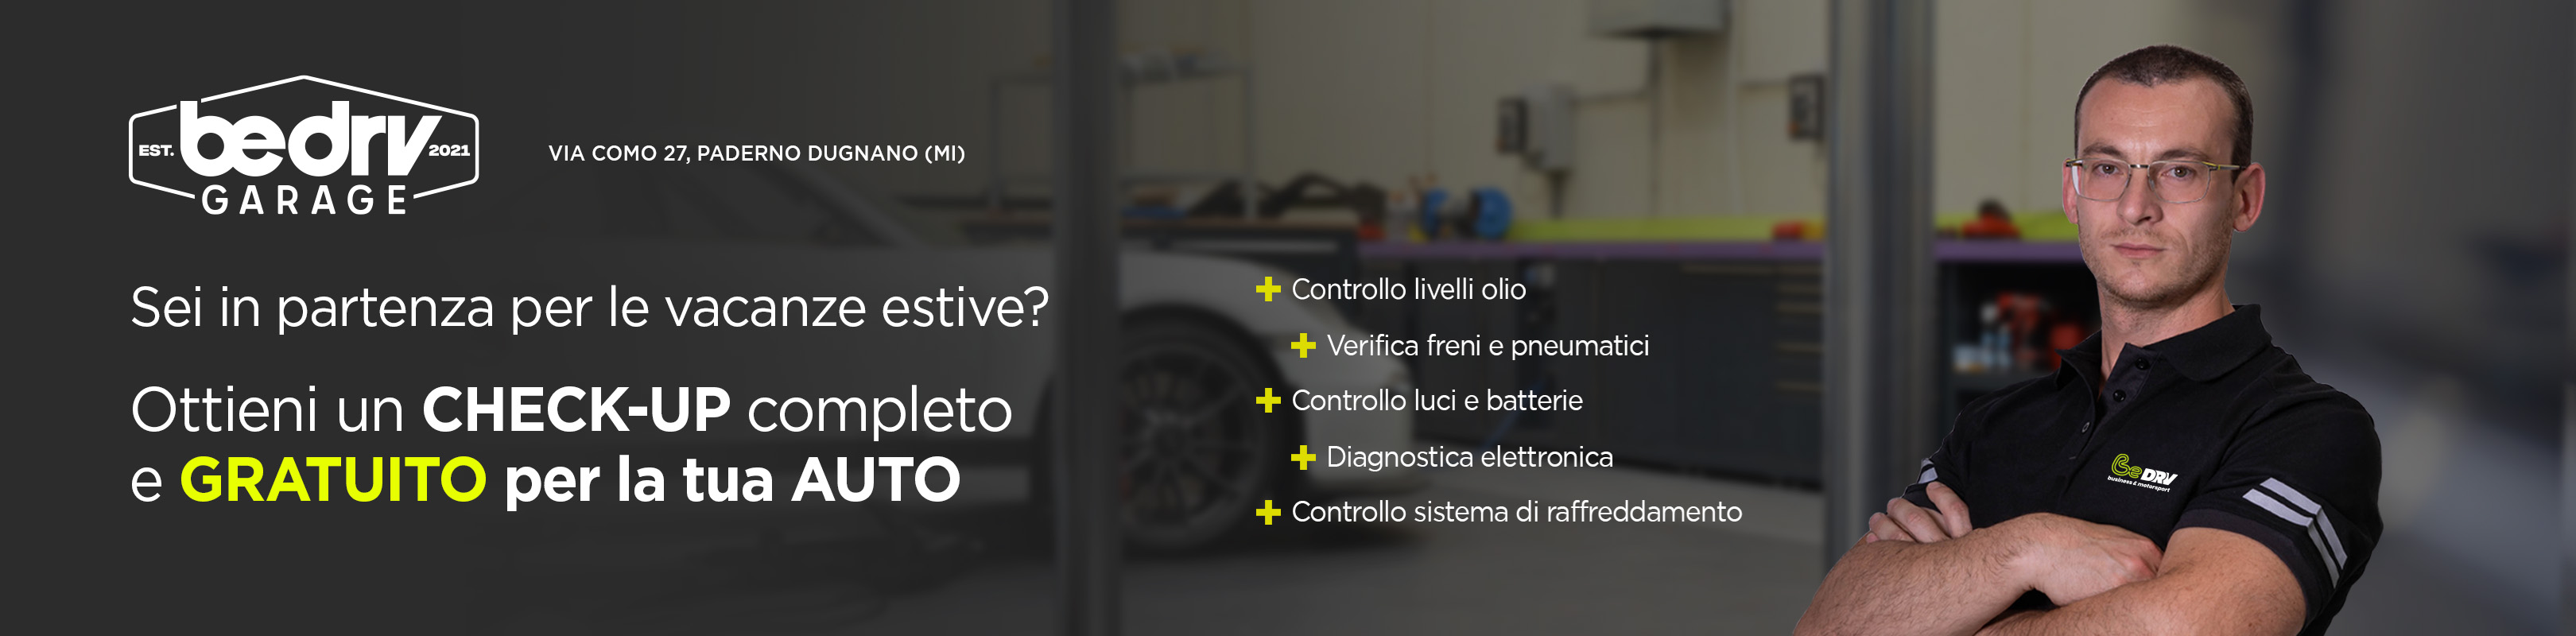 EST. bedrv 2021
GARAGE
VIA COMO 27, PADERNO DUGNANO (MI)
Sei in partenza per le vacanze estive?
Ottieni un CHECK-UP completo
e GRATUITO per la tua AUTO
Controllo livelli olio
Verifica freni e pneumatici
Controllo luci e batterie
Diagnostica elettronica
Controllo sistema di raffreddamento
BeDRV
business & motorsport